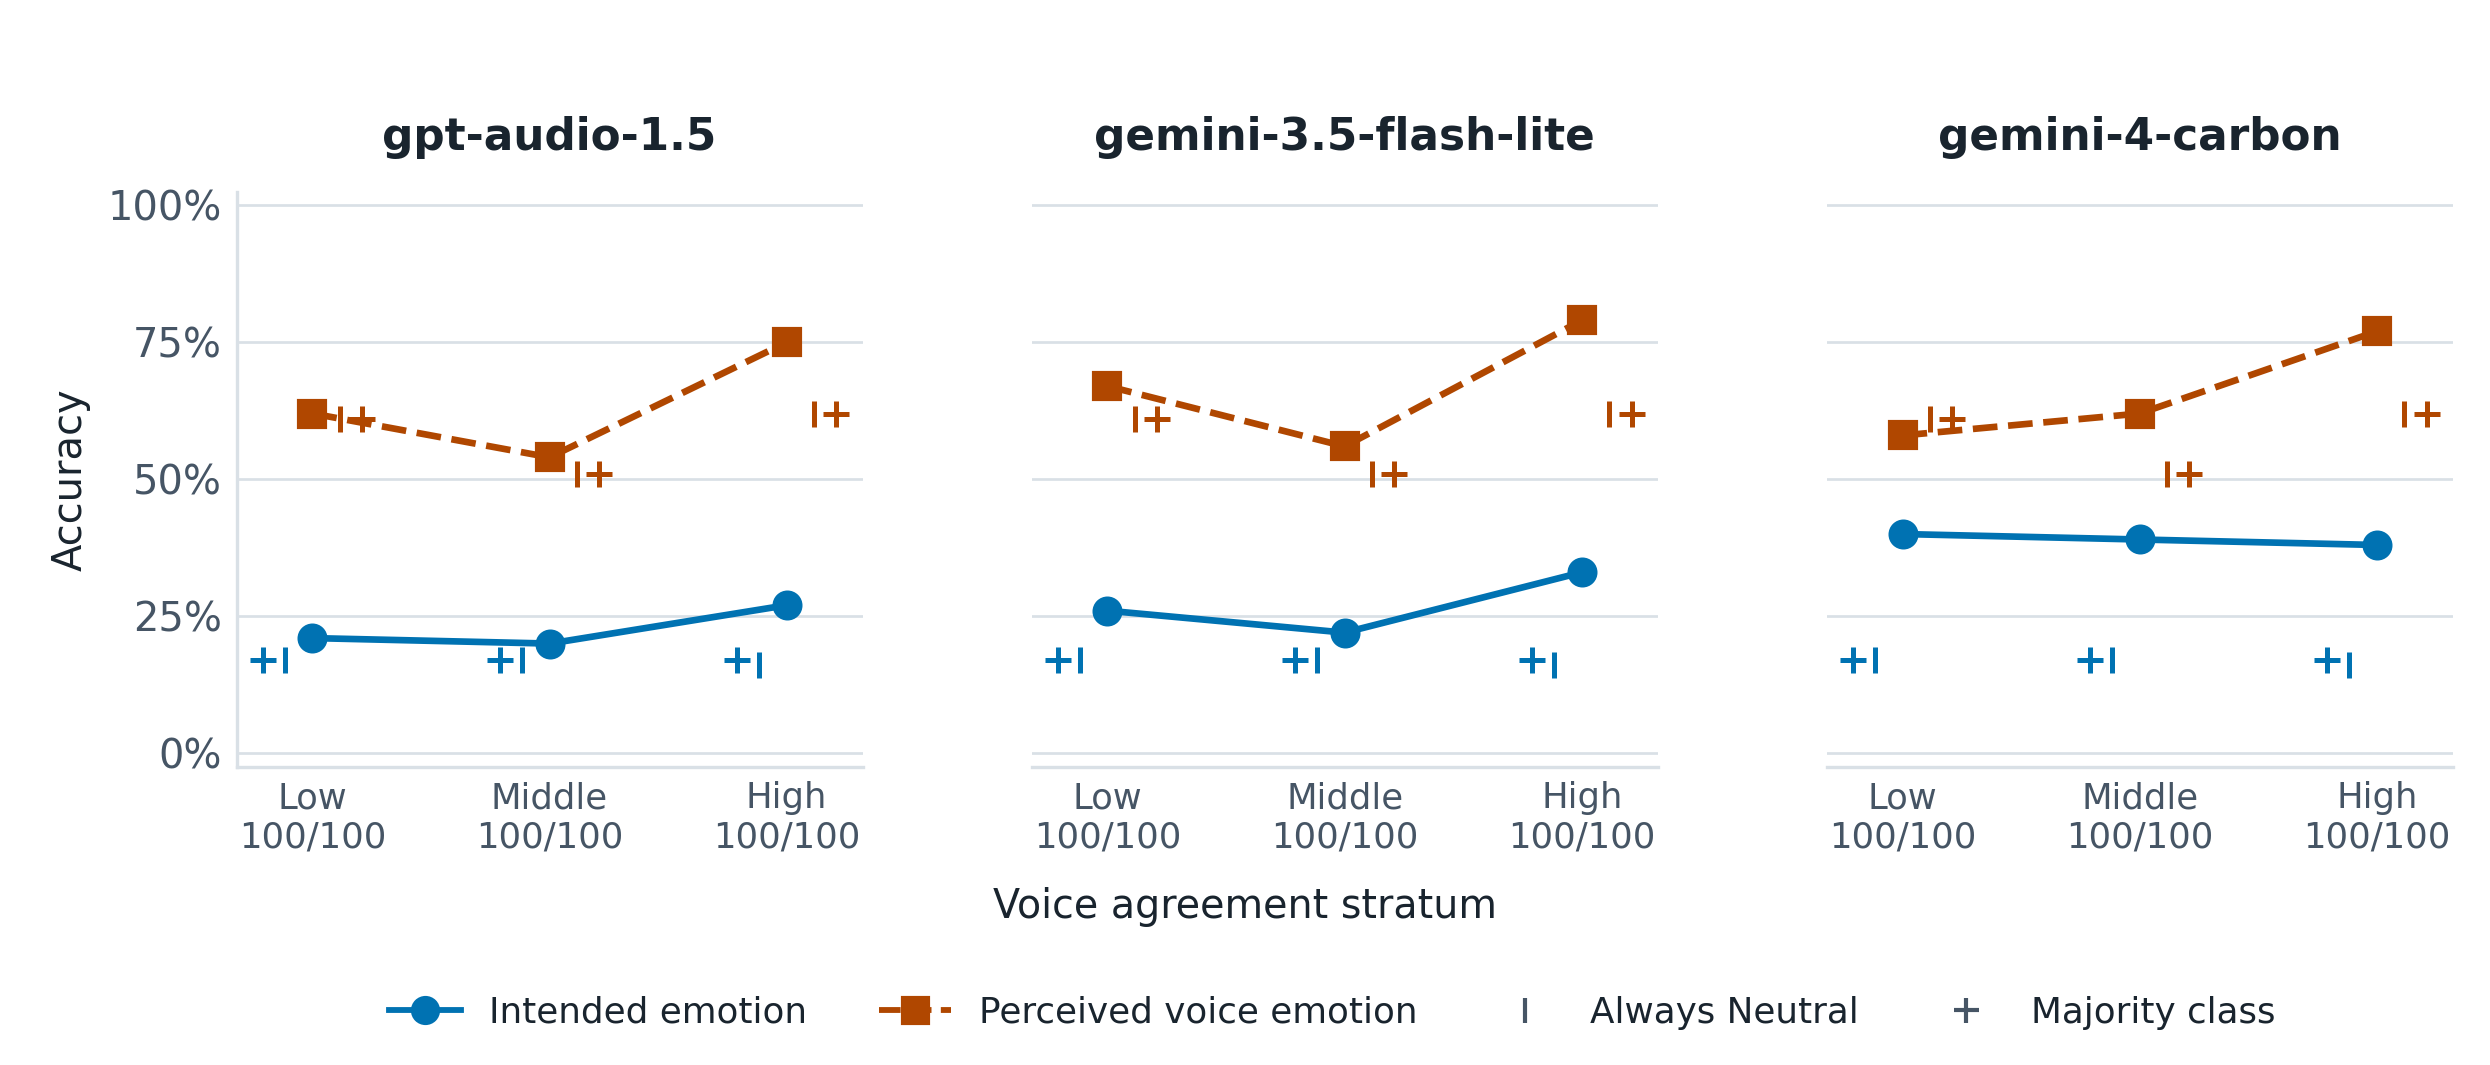 gpt-audio-1.5
gemini-3.5-flash-lite
gemini-4-carbon
Accuracy
100%
75%
50%
25%
0%
Low
100/100
Middle
100/100
High
100/100
Low
100/100
Middle
100/100
High
100/100
Low
100/100
Middle
100/100
High
100/100
Voice agreement stratum
Intended emotion
Perceived voice emotion
Always Neutral
Majority class